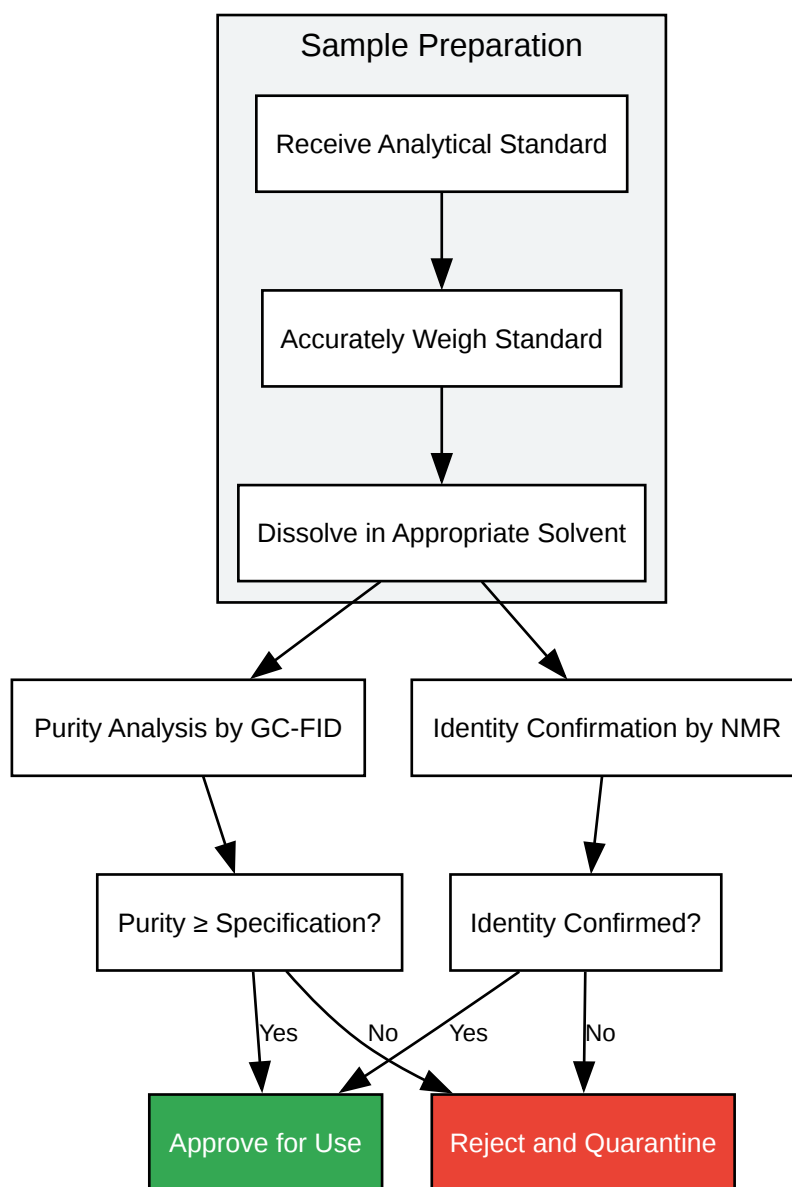 Sample Preparation
Receive Analytical Standard
Accurately Weigh Standard
Dissolve in Appropriate Solvent
Purity Analysis by GC-FID
Identity Confirmation by NMR
Purity ≥ Specification?
Identity Confirmed?
Yes
No
Yes
No
Approve for Use
Reject and Quarantine